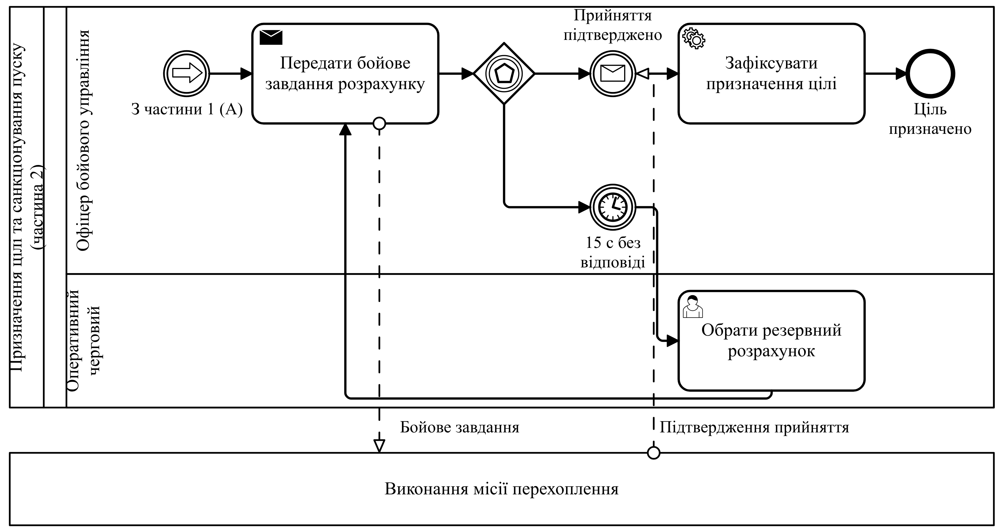 Призначення цілі та санкціонування пуску
(частина 2)
Офіцер бойового управління
З частини 1 (А)
Передати бойове
завдання розрахунку
Прийняття
підтверджено
Зафіксувати
призначення цілі
Ціль
призначено
15 с без
відповіді
Оперативний
черговий
Обрати резервний
розрахунок
Бойове завдання
Підтвердження прийняття
Виконання місії перехоплення